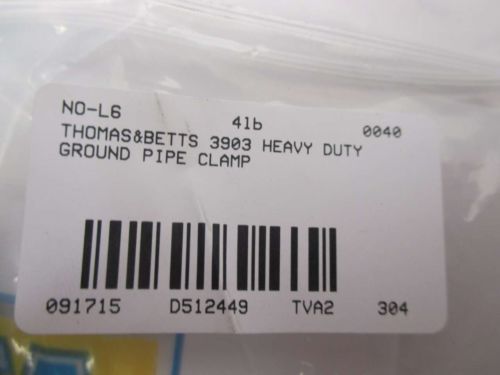 NO-L6 41b 0040
THOMAS&BETTS 3903 HEAVY DUTY
GROUND PIPE CLAMP
091715 D512449 TVA2 304